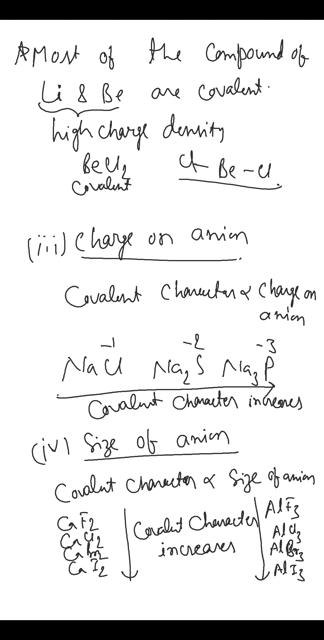 *Most of the Compound of
Li & Be are covalent.
high charge density
BeCl2 Cl-Be-Cl
Covalent
(iii) Charge on anion
Covalent Character ∝ Charge on
anion
-1 -2 -3
NaCl Na2S Na3P
Covalent Character increases
(iv) Size of anion
Covalent Character ∝ Size of anion
CaF2 AlF3
CaCl2 Covalent Character AlCl3
CaBr2 increases AlBr3
CaI2 AlI3